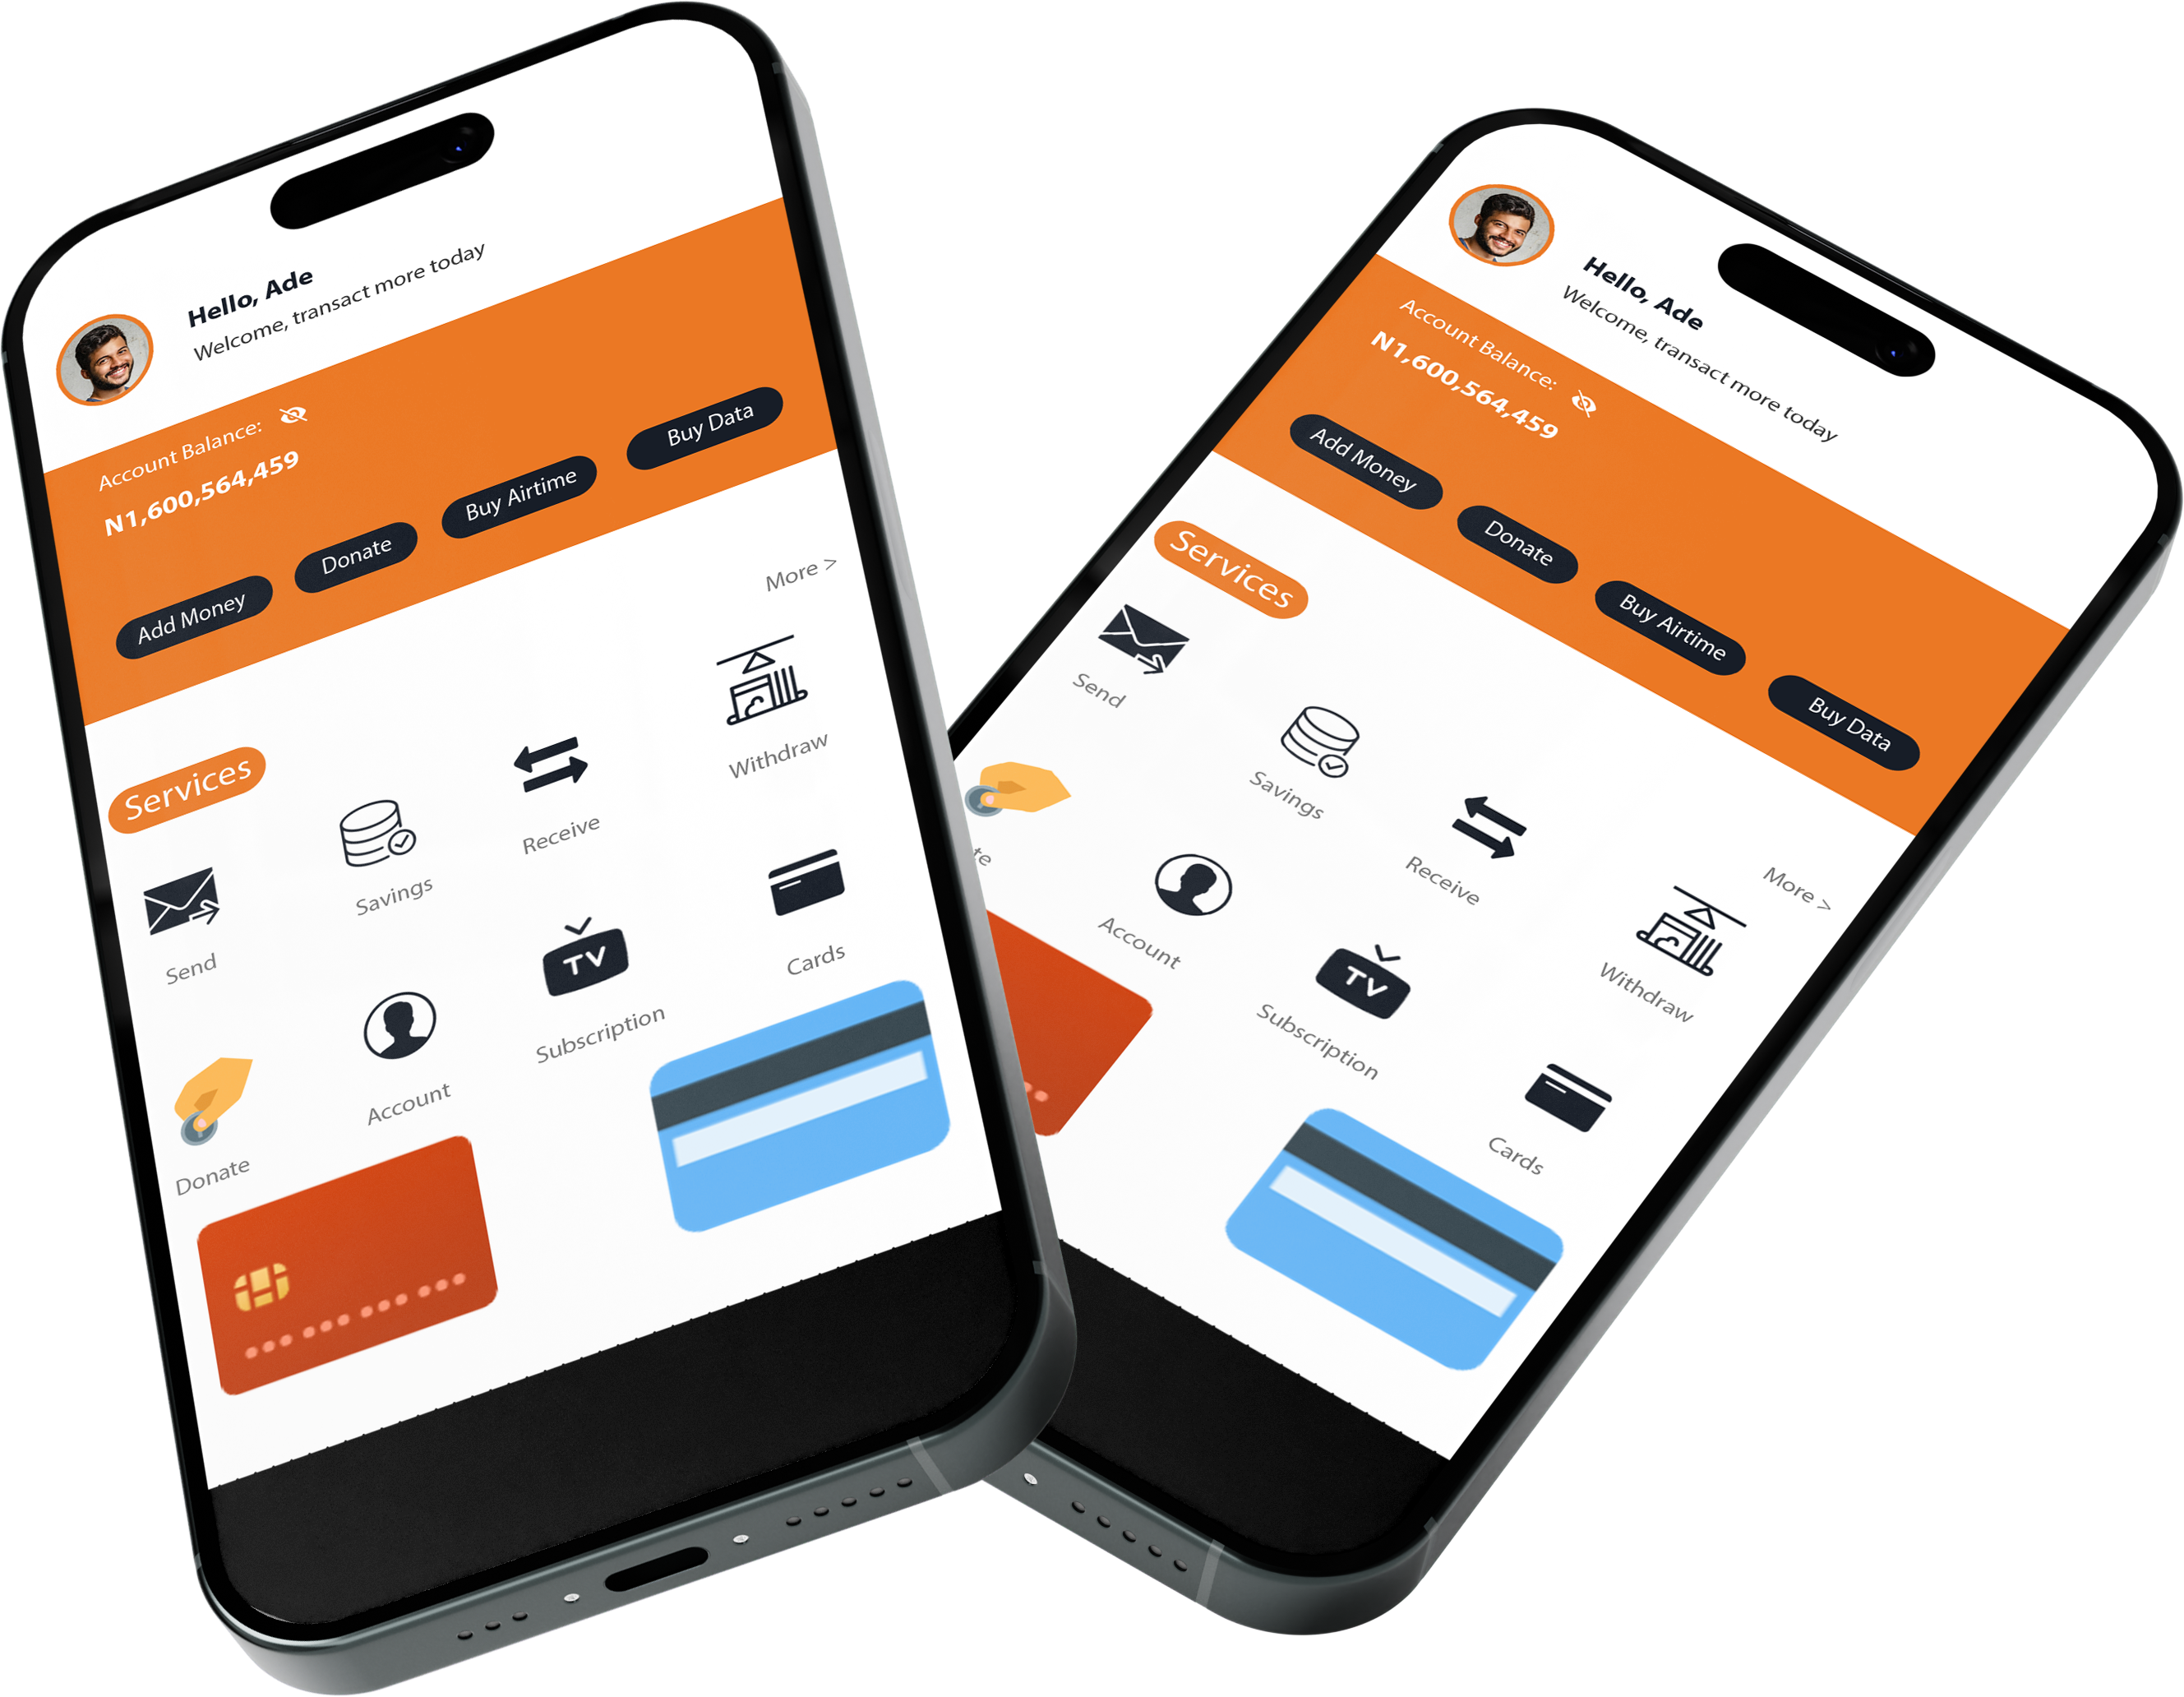 Hello, Ade
Welcome, transact more today
Account Balance:
N1,600,564,459
Add Money
Donate
Buy Airtime
Buy Data
More >
Services
Send
Savings
Receive
Withdraw
Donate
Account
TV
Subscription
Cards
Hello, Ade
Welcome, transact more today
Account Balance:
N1,600,564,459
Add Money
Donate
Buy Airtime
Buy Data
Services
More >
Send
Savings
Receive
Withdraw
te
Account
TV
Subscription
Cards